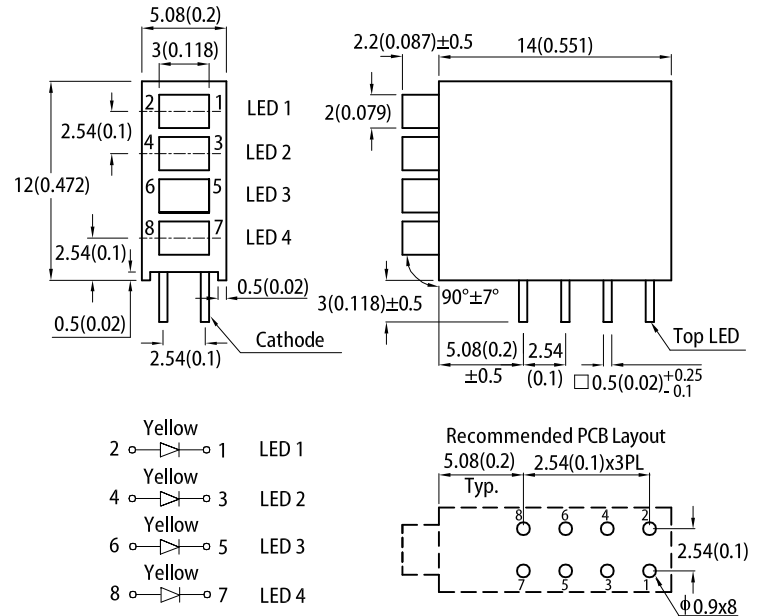 5.08(0.2)
3(0.118)
2 1 LED 1
2.54(0.1)
4 3 LED 2
12(0.472)
6 5 LED 3
8 7 LED 4
2.54(0.1)
0.5(0.02)
0.5(0.02)
Cathode
2.54(0.1)
2.2(0.087)±0.5
14(0.551)
2(0.079)
90°±7°
3(0.118)±0.5
Top LED
5.08(0.2)
±0.5
2.54
(0.1)
□0.5(0.02)+0.25
-0.1
Yellow
2 1 LED 1
Yellow
4 3 LED 2
Yellow
6 5 LED 3
Yellow
8 7 LED 4
Recommended PCB Layout
5.08(0.2)
Typ.
2.54(0.1)x3PL
8 6 4 2
2.54(0.1)
7 5 3 1
ϕ0.9x8